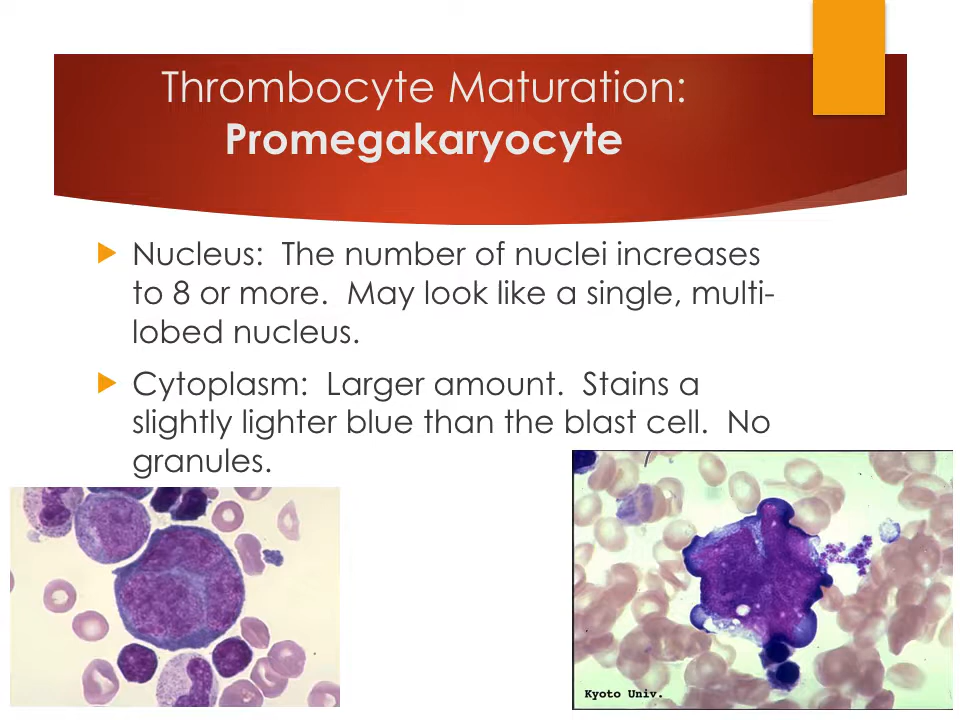 Thrombocyte Maturation:
Promegakaryocyte
Nucleus:  The number of nuclei increases
to 8 or more.  May look like a single, multi-
lobed nucleus.
Cytoplasm:  Larger amount.  Stains a
slightly lighter blue than the blast cell.  No
granules.
Kyoto Univ.